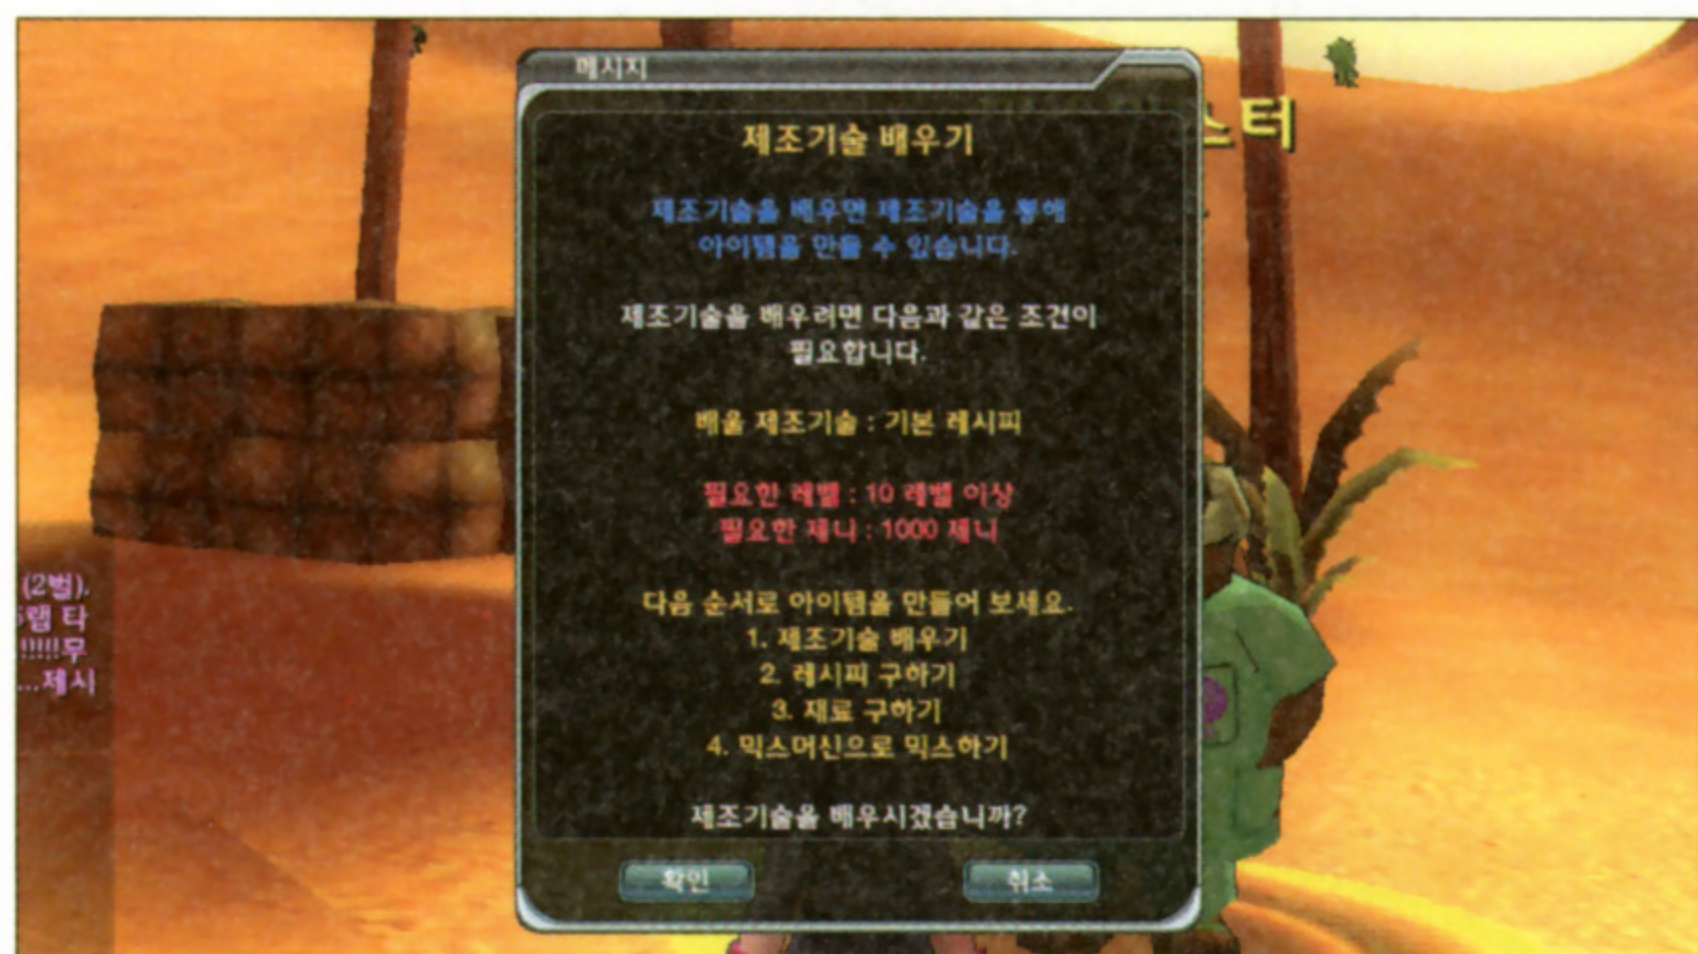 메시지
스터
제조기술 배우기
제조기술을 배우면 제조기술을 통해
아이템을 만들 수 있습니다.
제조기술을 배우려면 다음과 같은 조건이
필요합니다.
배울 제조기술 : 기본 레시피
필요한 레벨 : 10 레벨 이상
필요한 제니 : 1000 제니
다음 순서로 아이템을 만들어 보세요.
1. 제조기술 배우기
2. 레시피 구하기
3. 재료 구하기
4. 믹스머신으로 믹스하기
제조기술을 배우시겠습니까?
확인
취소
(2벌).
랩 타
!!!!!무
...제시